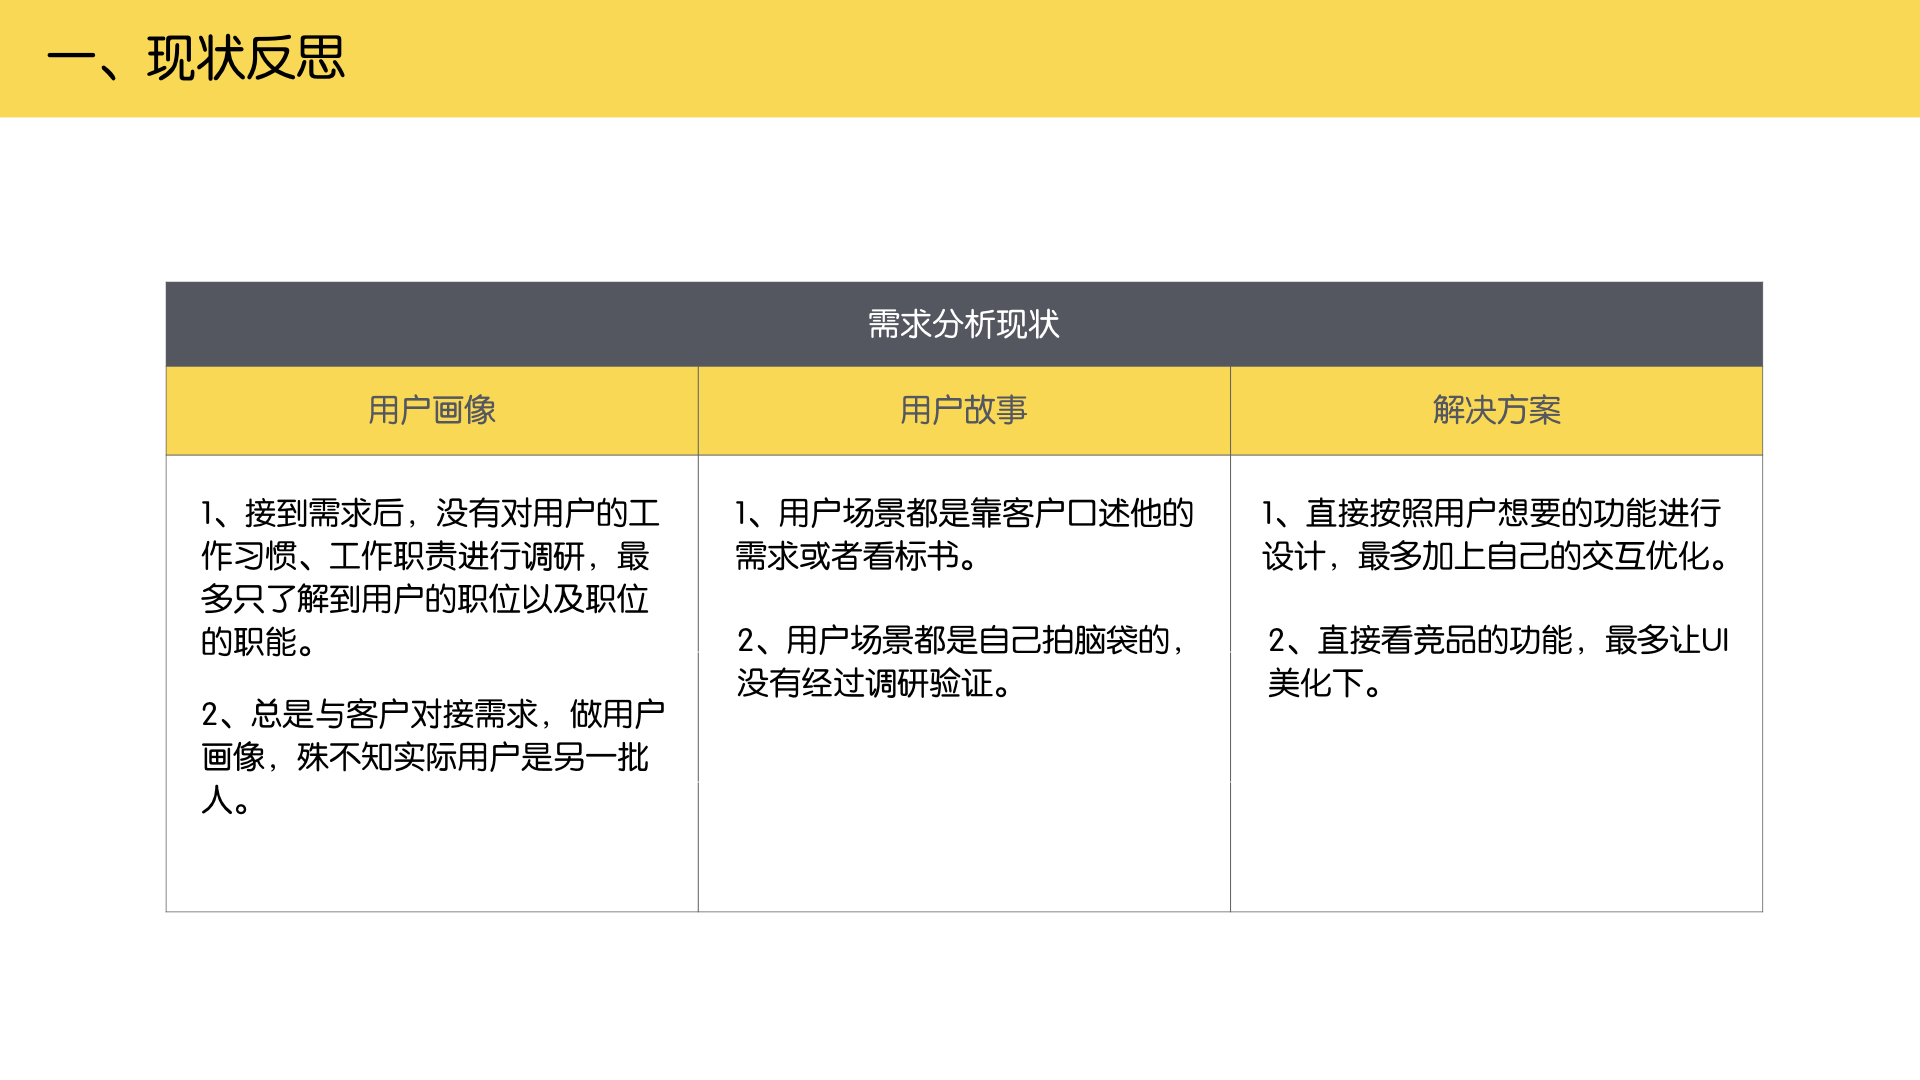 一、现状反思
需求分析现状
用户画像
用户故事
解决方案
1、接到需求后，没有对用户的工
作习惯、工作职责进行调研，最
多只了解到用户的职位以及职位
的职能。
2、总是与客户对接需求，做用户
画像，殊不知实际用户是另一批
人。
1、用户场景都是靠客户口述他的
需求或者看标书。
2、用户场景都是自己拍脑袋的，
没有经过调研验证。
1、直接按照用户想要的功能进行
设计，最多加上自己的交互优化。
2、直接看竞品的功能，最多让UI
美化下。